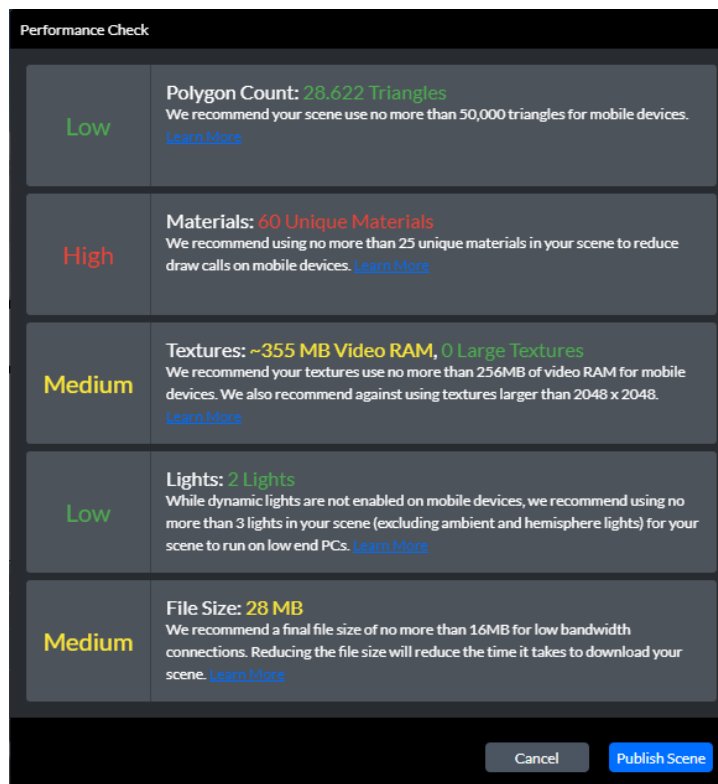 Performance Check
Low
Polygon Count: 28.622 Triangles
We recommend your scene use no more than 50,000 triangles for mobile devices.
Learn More
High
Materials: 60 Unique Materials
We recommend using no more than 25 unique materials in your scene to reduce
draw calls on mobile devices. Learn More
Medium
Textures: ~355 MB Video RAM, 0 Large Textures
We recommend your textures use no more than 256MB of video RAM for mobile
devices. We also recommend against using textures larger than 2048 x 2048.
Learn More
Low
Lights: 2 Lights
While dynamic lights are not enabled on mobile devices, we recommend using no
more than 3 lights in your scene (excluding ambient and hemisphere lights) for your
scene to run on low end PCs. Learn More
Medium
File Size: 28 MB
We recommend a final file size of no more than 16MB for low bandwidth
connections. Reducing the file size will reduce the time it takes to download your
scene. Learn More
Cancel
Publish Scene